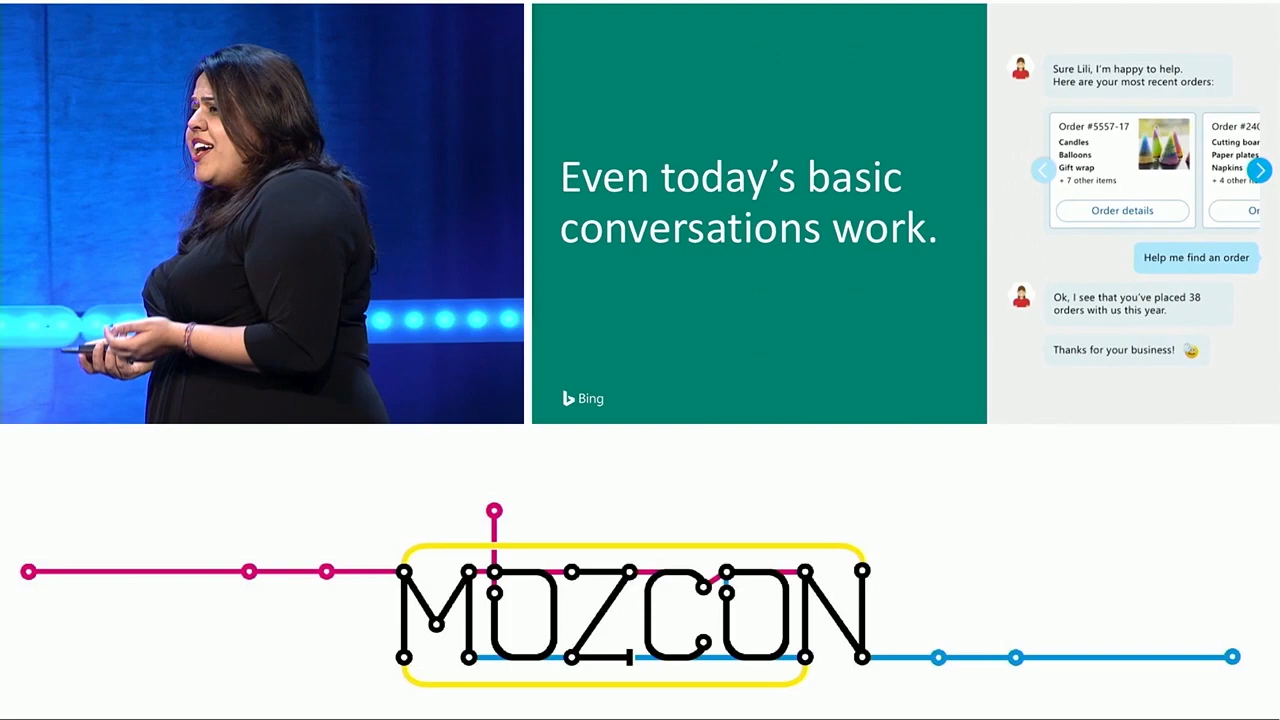 Even today's basic
conversations work.
Bing
Sure Lili, I'm happy to help.
Here are your most recent orders:
Order #5557-17
Candles
Balloons
Gift wrap
+ 7 other items
Order details
Order #240
Cutting boar
Paper plates
Napkins
+ 4 other
Or
Help me find an order
Ok, I see that you've placed 38
orders with us this year.
Thanks for your business!
MOZCON